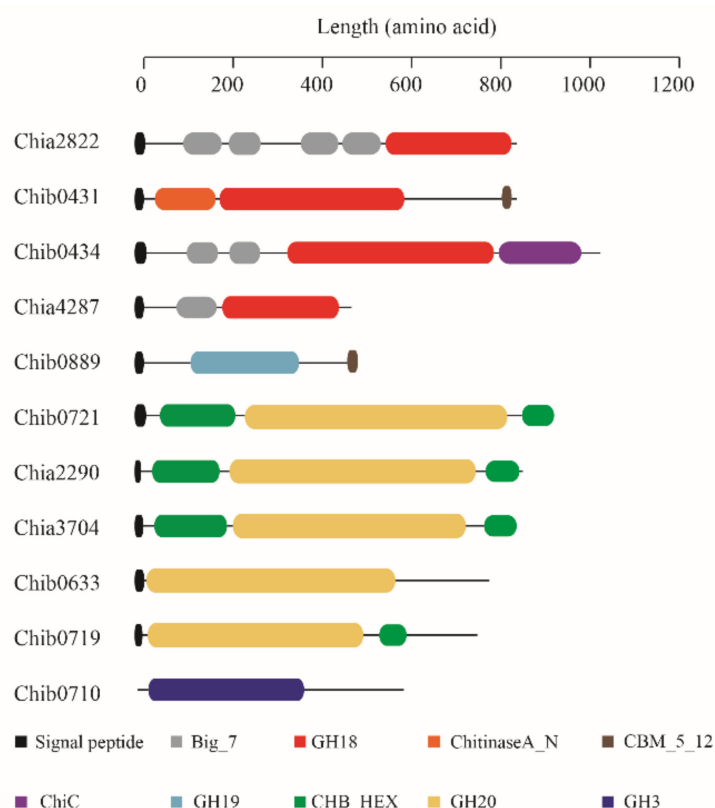 Length (amino acid)
0 200 400 600 800 1000 1200
Chia2822
Chib0431
Chib0434
Chia4287
Chib0889
Chib0721
Chia2290
Chia3704
Chib0633
Chib0719
Chib0710
Signal peptide Big_7 GH18 ChitinaseA_N CBM_5_12
ChiC GH19 CHB_HEX GH20 GH3